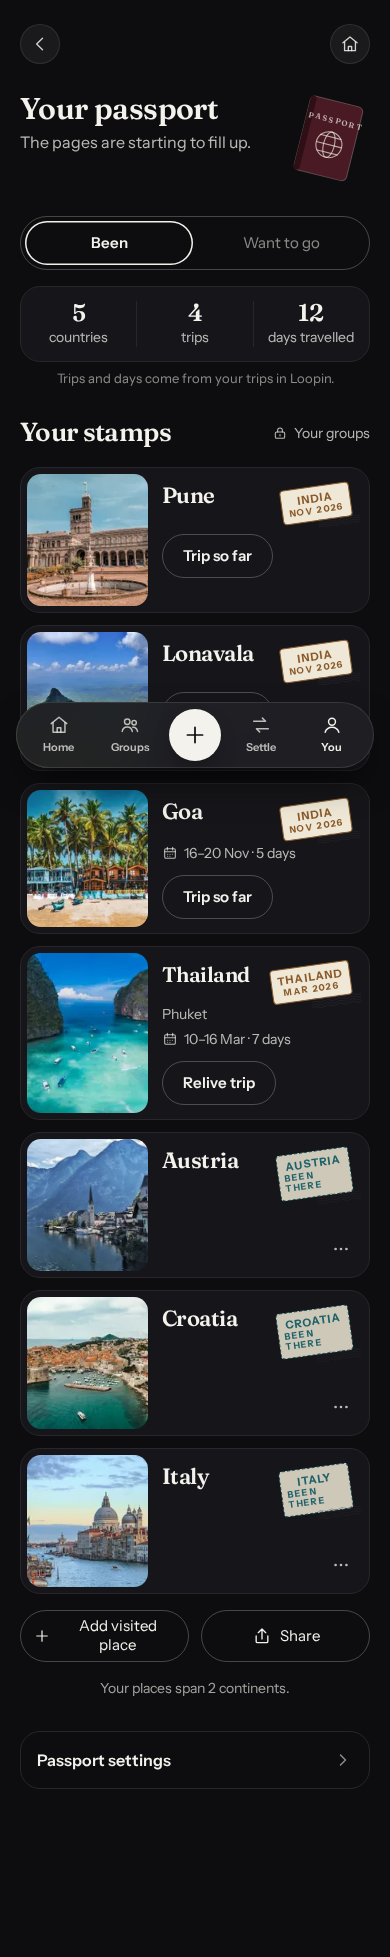 Your passport
The pages are starting to fill up.
PASSPORT
Been
Want to go
5
countries
4
trips
12
days travelled
Trips and days come from your trips in Loopin.
Your stamps
Your groups
Pune
INDIA
NOV 2026
Trip so far
Lonavala
INDIA
NOV 2026
Home
Groups
Settle
You
Goa
INDIA
NOV 2026
16–20 Nov · 5 days
Trip so far
Thailand
THAILAND
MAR 2026
Phuket
10–16 Mar · 7 days
Relive trip
Austria
AUSTRIA
BEEN
THERE
Croatia
CROATIA
BEEN
THERE
Italy
ITALY
BEEN
THERE
Add visited
place
Share
Your places span 2 continents.
Passport settings